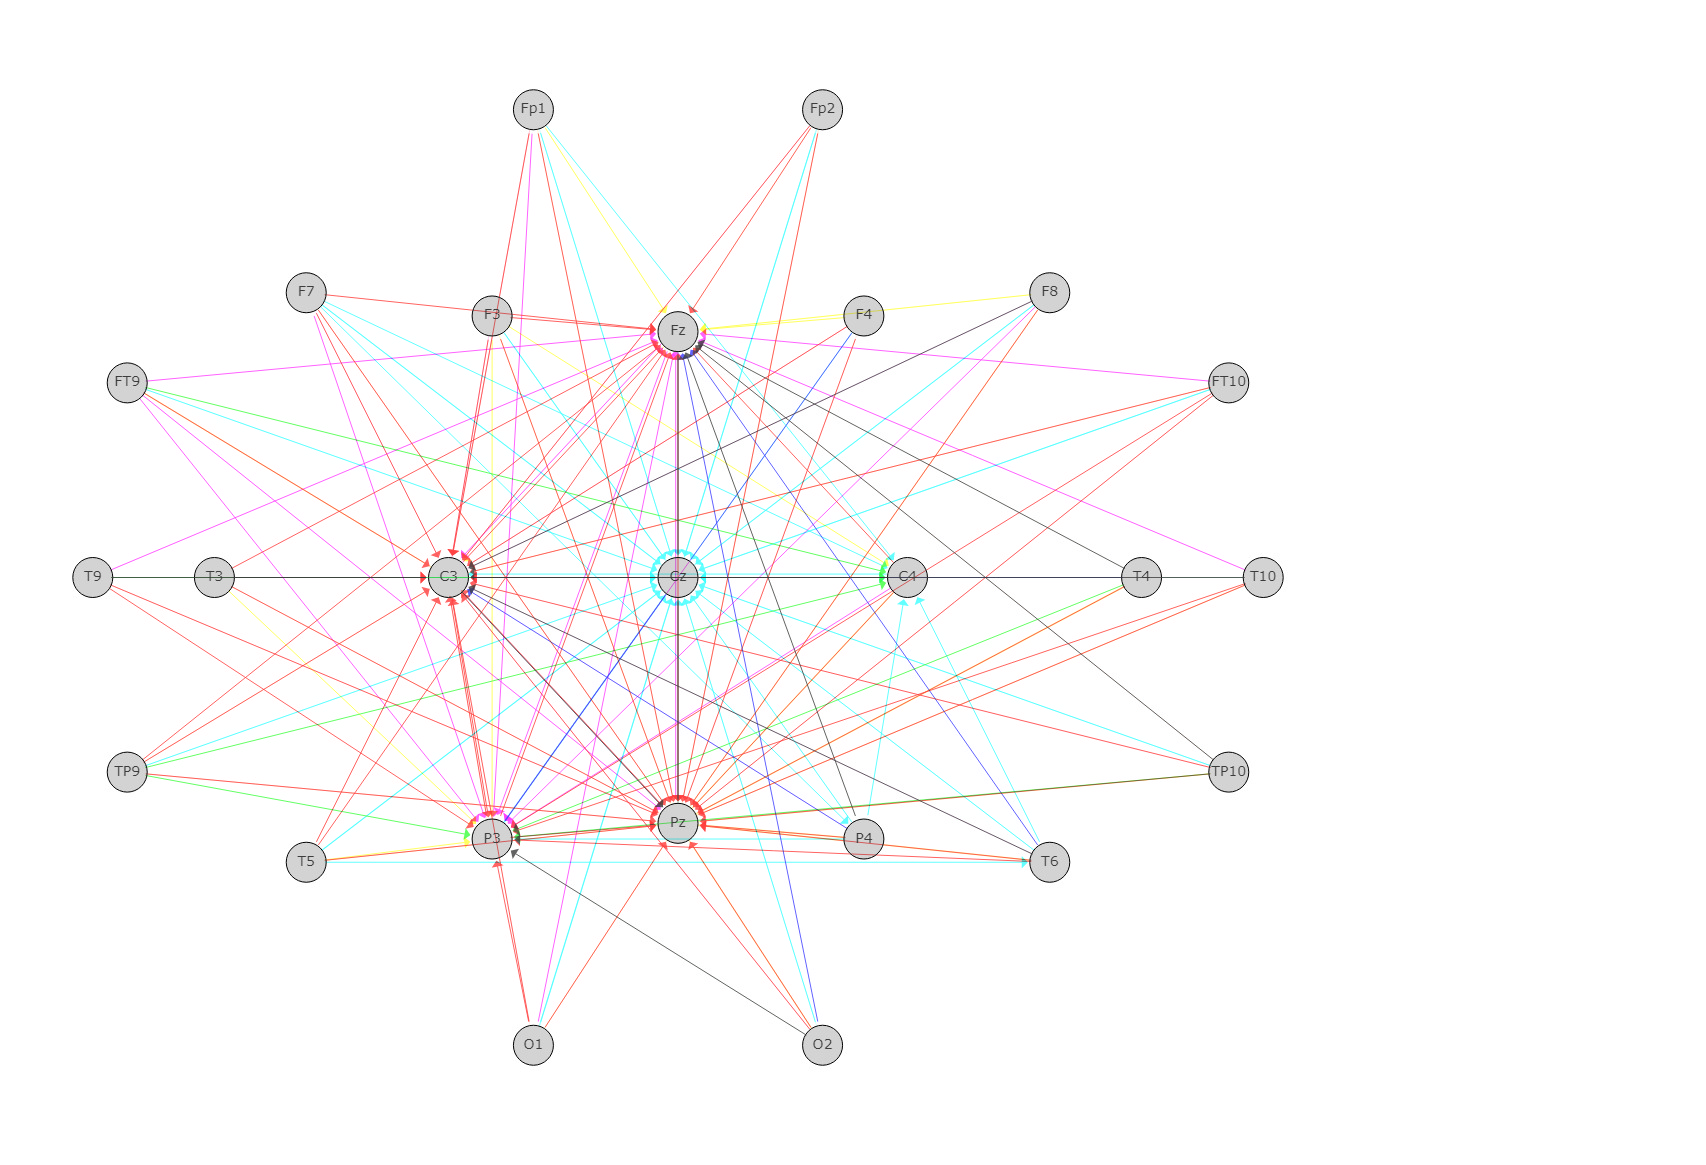 Fp1 Fp2
F7 F3 Fz F4 F8
FT9 FT10
T9 T3 C3 Cz C4 T4 T10
TP9 TP10
T5 P3 Pz P4 T6
O1 O2